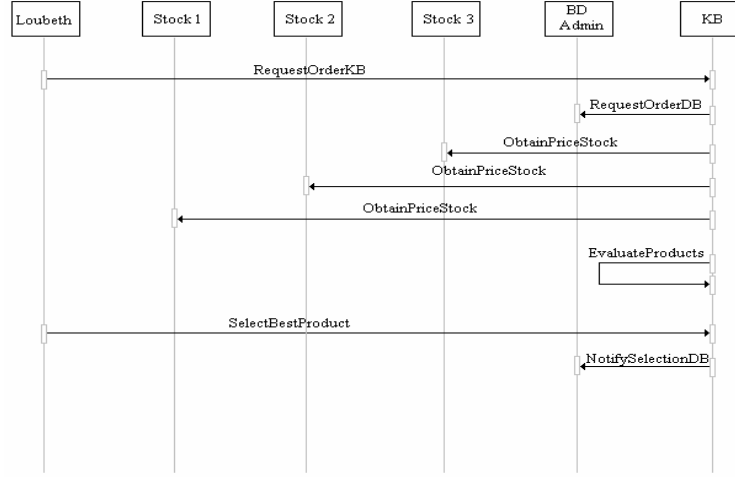 Loubeth
Stock 1
Stock 2
Stock 3
BD
Admin
KB
RequestOrderKB
RequestOrderDB
ObtainPriceStock
ObtainPriceStock
ObtainPriceStock
EvaluateProducts
SelectBestProduct
NotifySelectionDB